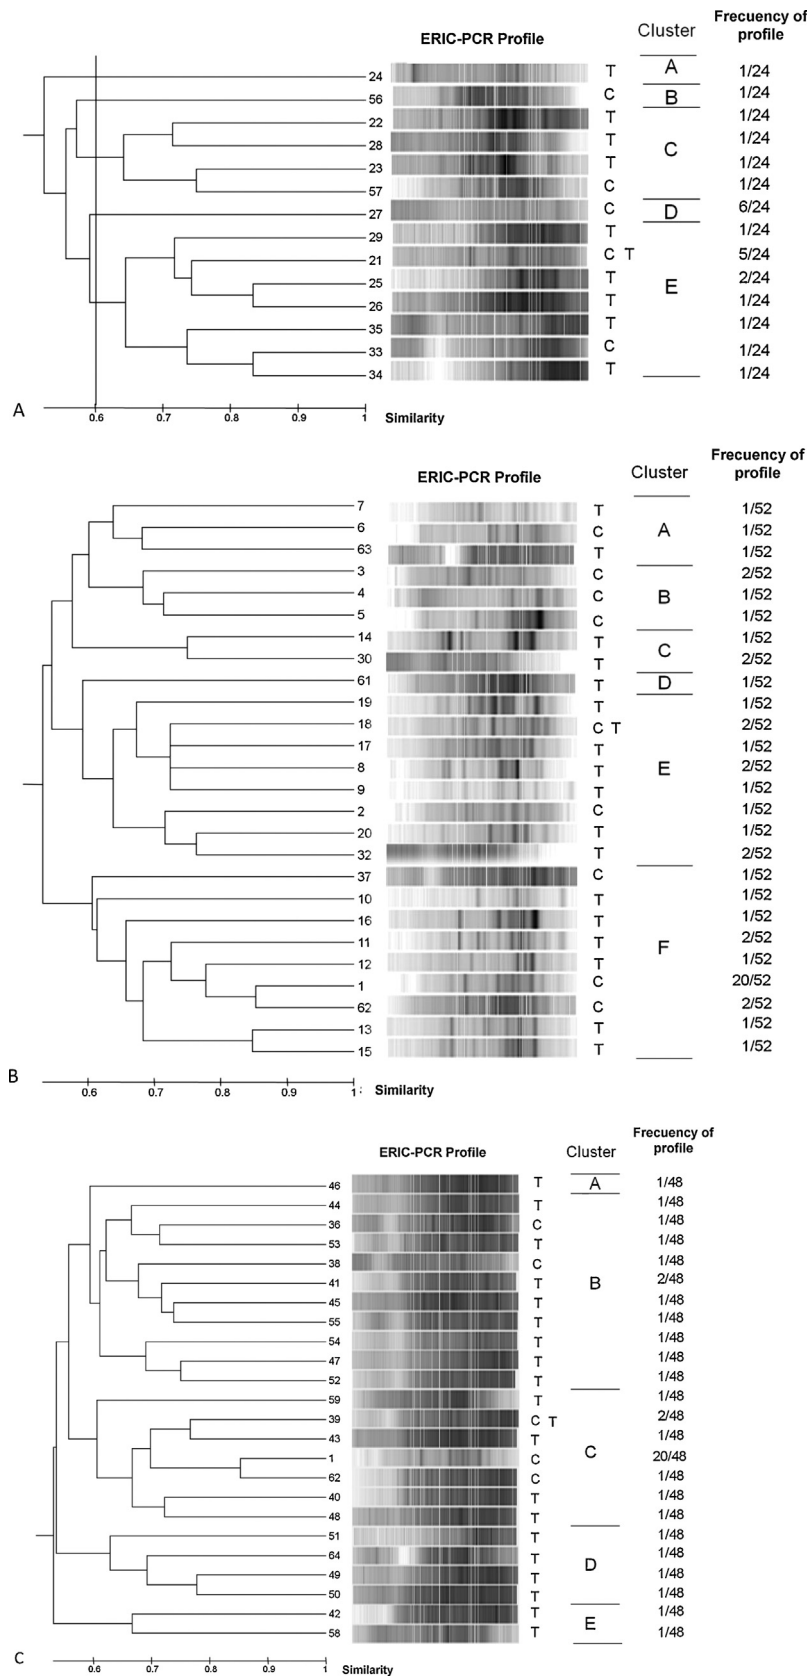 Frecuency of
profile
Cluster
ERIC-PCR Profile
24 T A 1/24
56 C B 1/24
22 T 1/24
28 T 1/24
C
23 T 1/24
57 C 1/24
27 C D 6/24
29 T 1/24
21 C T 5/24
25 T 2/24
E
26 T 1/24
35 T 1/24
33 C 1/24
34 T 1/24
A
0.6 0.7 0.8 0.9 1 Similarity
Frecuency of
profile
Cluster
ERIC-PCR Profile
7 T 1/52
6 C A 1/52
63 T 1/52
3 C 2/52
4 C B 1/52
5 C 1/52
14 T 1/52
C
30 T 2/52
61 T D 1/52
19 T 1/52
18 C T 2/52
17 T 1/52
8 T E 2/52
9 T 1/52
2 C 1/52
20 T 1/52
32 T 2/52
37 C 1/52
10 T 1/52
16 T 1/52
11 T F 2/52
12 T 1/52
1 C 20/52
62 C 2/52
13 T 1/52
15 T 1/52
B
0.6 0.7 0.8 0.9 1 Similarity
Frecuency of
profile
Cluster
ERIC-PCR Profile
46 T A 1/48
44 T 1/48
36 C 1/48
53 T 1/48
38 C 1/48
41 T B 2/48
45 T 1/48
55 T 1/48
54 T 1/48
47 T 1/48
52 T 1/48
59 T 1/48
39 C T 2/48
43 T 1/48
C
1 C 20/48
62 C 1/48
40 T 1/48
48 T 1/48
51 T 1/48
64 T 1/48
D
49 T 1/48
50 T 1/48
42 T 1/48
E
58 T 1/48
C
0.6 0.7 0.8 0.9 1 Similarity